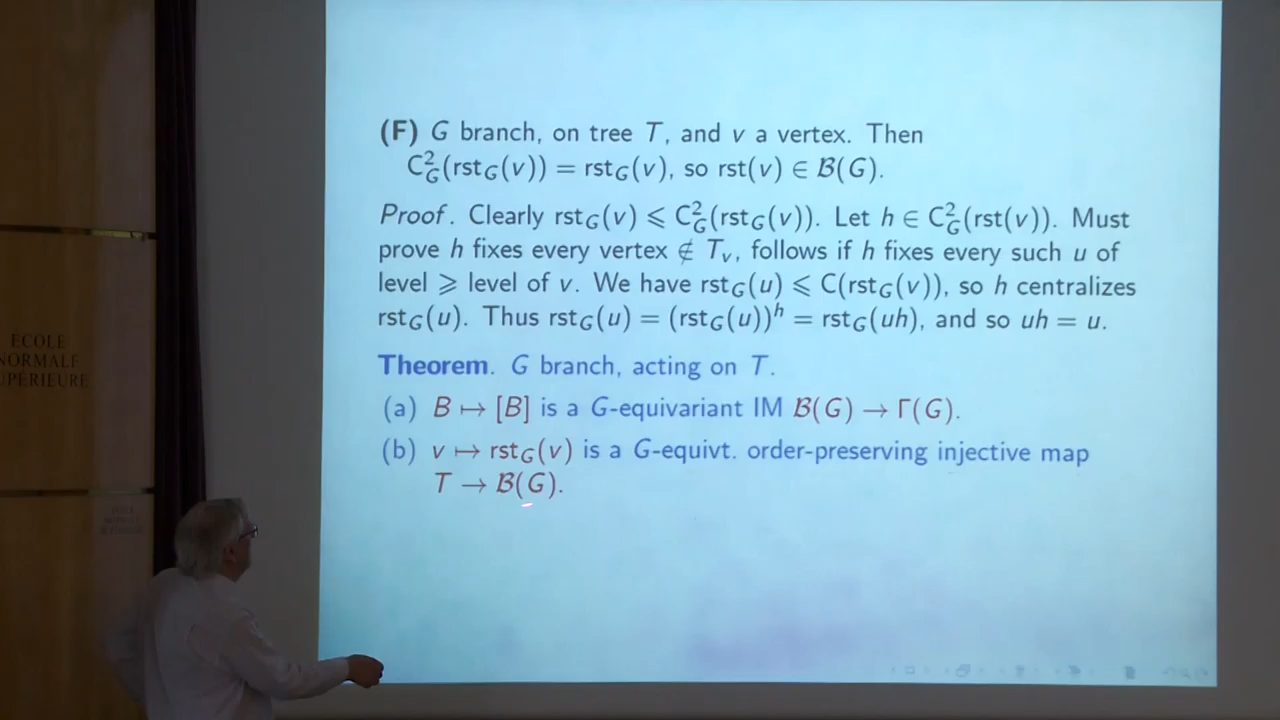 (F) G branch, on tree T, and v a vertex. Then
C²_G(rst_G(v)) = rst_G(v), so rst(v) ∈ ℬ(G).
Proof. Clearly rst_G(v) ⩽ C²_G(rst_G(v)). Let h ∈ C²_G(rst(v)). Must
prove h fixes every vertex ∉ T_v, follows if h fixes every such u of
level ⩾ level of v. We have rst_G(u) ⩽ C(rst_G(v)), so h centralizes
rst_G(u). Thus rst_G(u) = (rst_G(u))^h = rst_G(uh), and so uh = u.
Theorem. G branch, acting on T.
(a) B ↦ [B] is a G-equivariant IM ℬ(G) → Γ(G).
(b) v ↦ rst_G(v) is a G-equivt. order-preserving injective map
T → ℬ(G).
ECOLE
NORMALE
SUPÉRIEURE